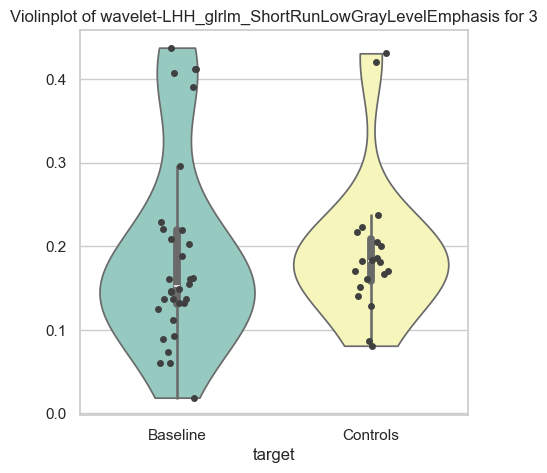 Violinplot of wavelet-LHH_glrlm_ShortRunLowGrayLevelEmphasis for 3
0.4
0.3
0.2
0.1
0.0
Baseline
Controls
target